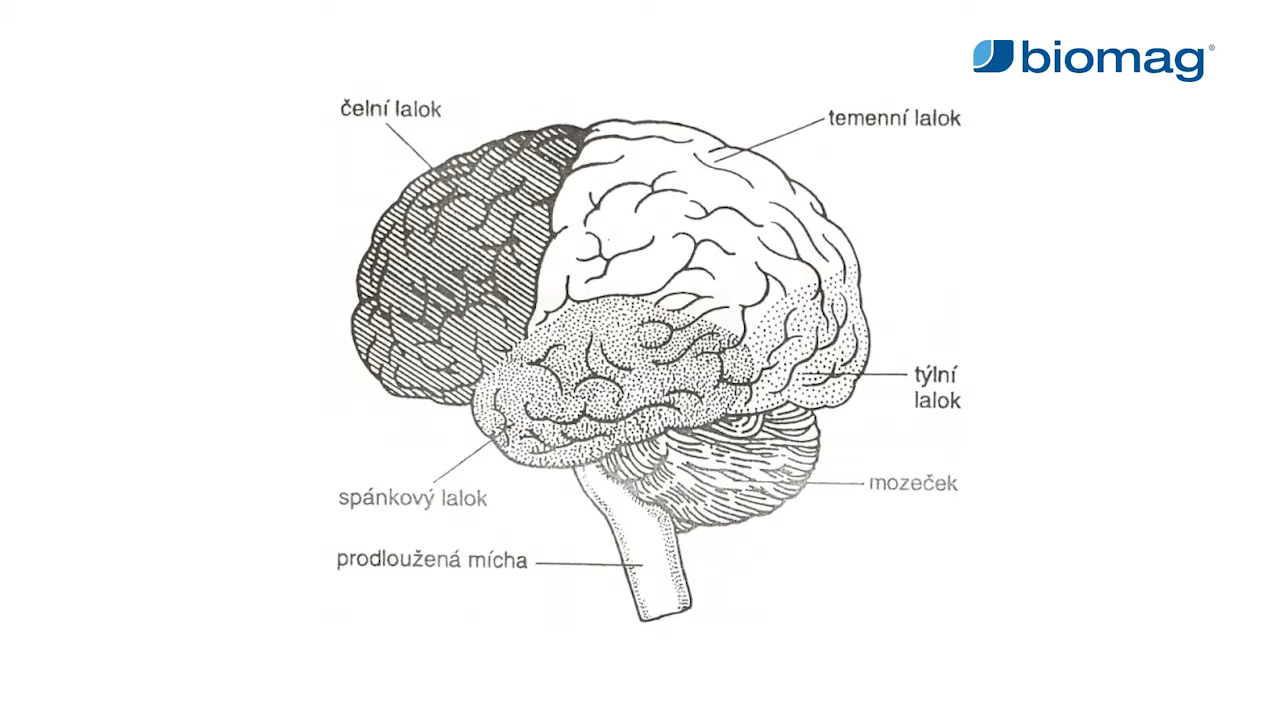 biomag®
čelní lalok
temenní lalok
týlní
lalok
mozeček
spánkový lalok
prodloužená mícha